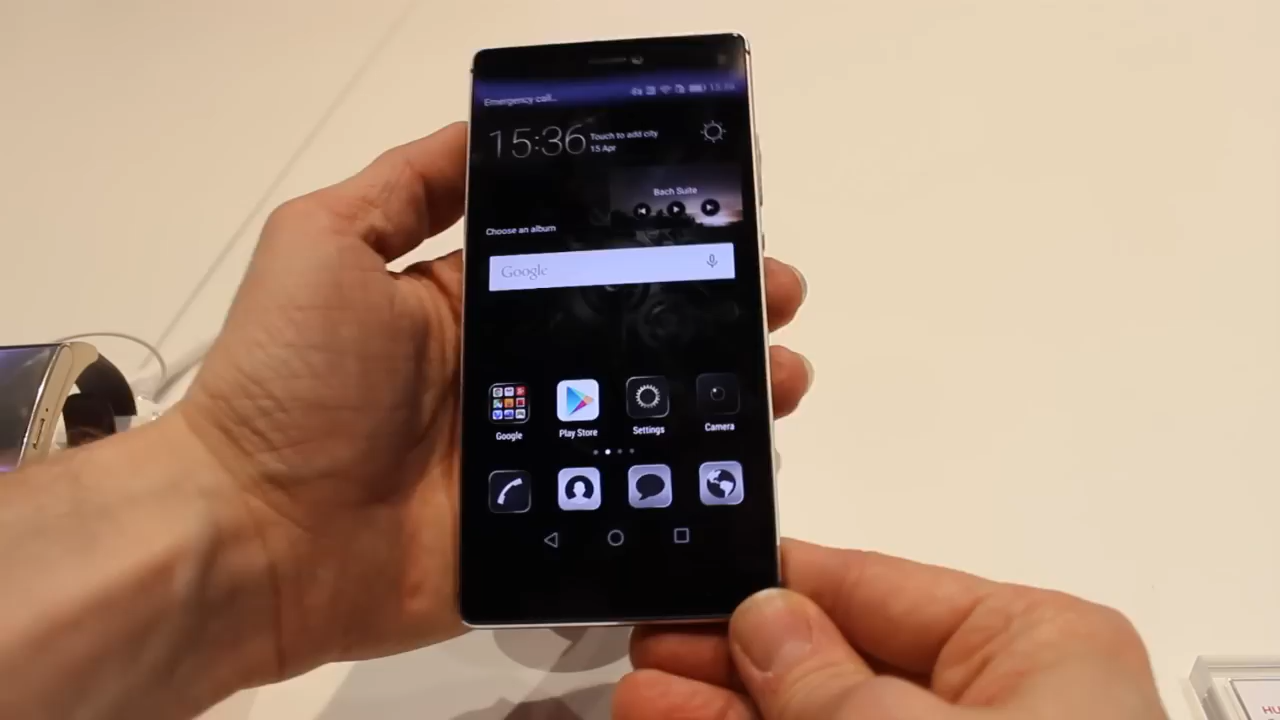 Emergency call..
15:36
Touch to add city
15 Apr
Bach Suite
Choose an album
Google
Google
Play Store
Settings
Camera
HU